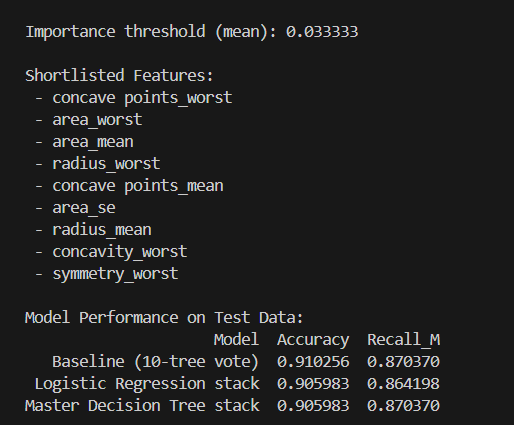 Importance threshold (mean): 0.033333
Shortlisted Features:
- concave points_worst
- area_worst
- area_mean
- radius_worst
- concave points_mean
- area_se
- radius_mean
- concavity_worst
- symmetry_worst
Model Performance on Test Data:
Model Accuracy Recall_M
Baseline (10-tree vote) 0.910256 0.870370
Logistic Regression stack 0.905983 0.864198
Master Decision Tree stack 0.905983 0.870370